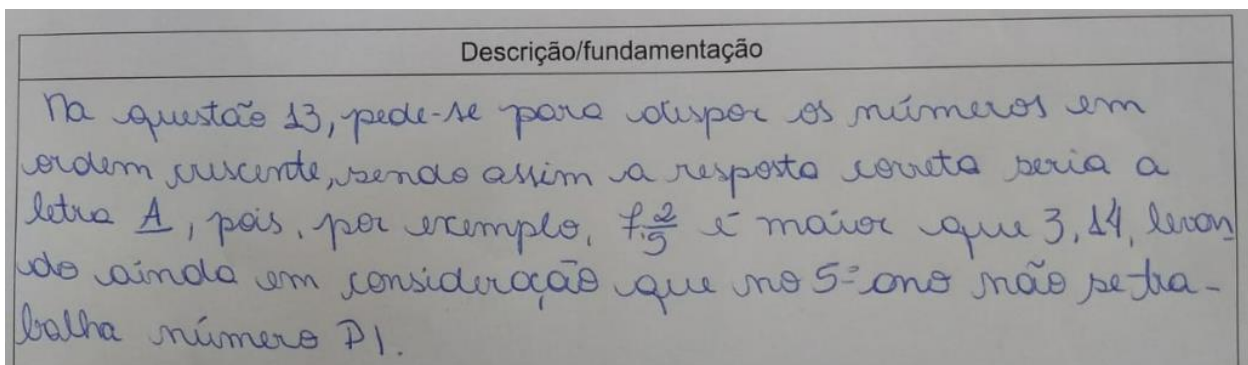 Descrição/fundamentação
Na questão 13, pede-se para dispor os números em
ordem crescente, sendo assim a resposta correta seria a
letra A, pois, por exemplo, 7.2/5 é maior que 3,14, levan
do ainda em consideração que no 5º ano não se tra-
balha número PI.